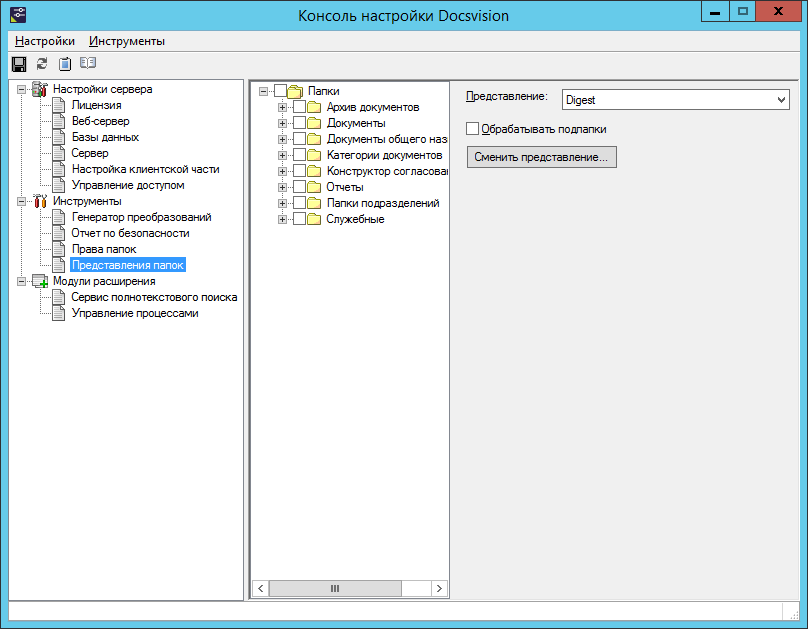 Консоль настройки Docsvision
Настройки Инструменты
Настройки сервера
Лицензия
Веб-сервер
Базы данных
Сервер
Настройка клиентской части
Управление доступом
Инструменты
Генератор преобразований
Отчет по безопасности
Права папок
Представления папок
Модули расширения
Сервис полнотекстового поиска
Управление процессами
Папки
Архив документов
Документы
Документы общего наз
Категории документов
Конструктор согласова
Отчеты
Папки подразделений
Служебные
Представление: Digest
Обрабатывать подпапки
Сменить представление...